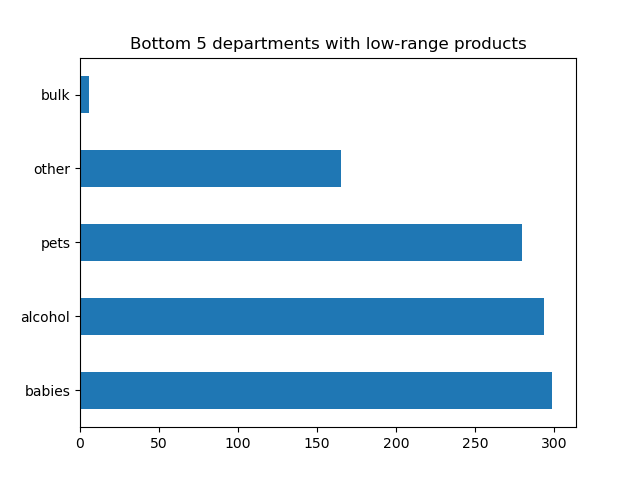 Bottom 5 departments with low-range products
bulk
other
pets
alcohol
babies
0 50 100 150 200 250 300